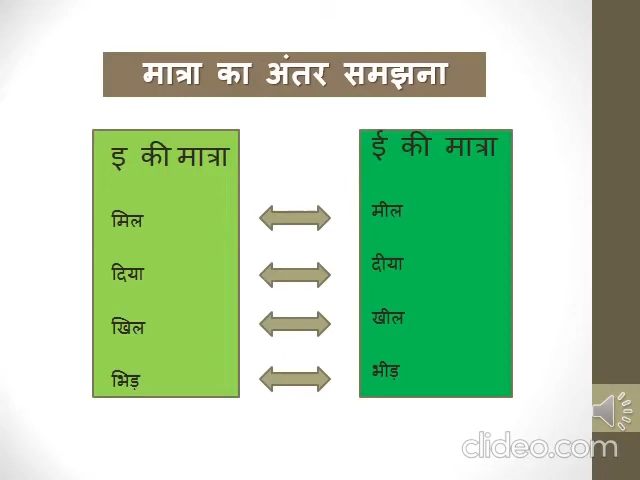 मात्रा का अंतर समझना
इ की मात्रा
मिल
दिया
खिल
भिड़
ई की मात्रा
मील
दीया
खील
भीड़
clideo.com